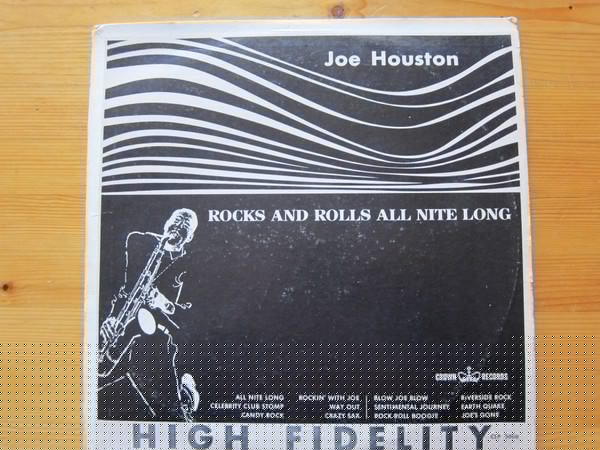 Joe Houston
ROCKS AND ROLLS ALL NITE LONG
CROWN RECORDS
ALL NITE LONG
CELEBRITY CLUB STOMP
CANDY ROCK
ROCKIN' WITH JOE
WAY OUT
CRAZY SAX
BLOW JOE BLOW
SENTIMENTAL JOURNEY
ROCK ROLL BOOGIE
RIVERSIDE ROCK
EARTH QUAKE
JOE'S GONE
HIGH FIDELITY
CLP